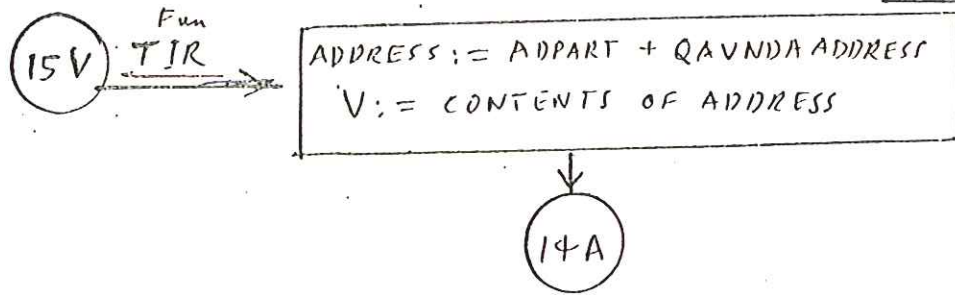 15V
Fun
TIR
ADDRESS := ADPART + QAVNDA ADDRESS
V := CONTENTS OF ADDRESS
14A